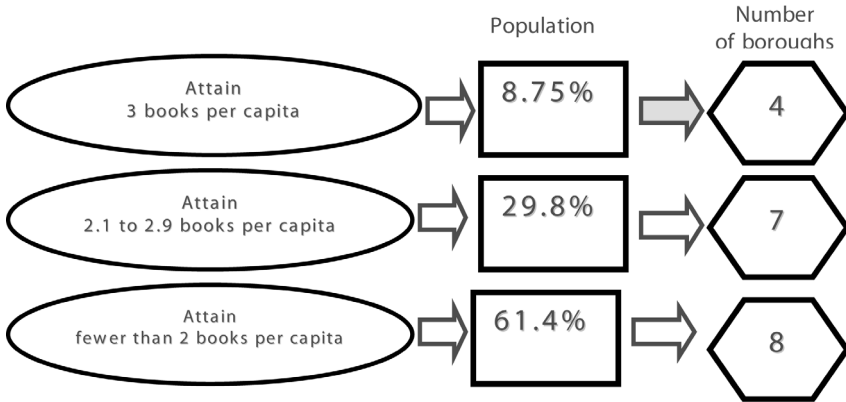 Population
Number
of boroughs
Attain
3 books per capita
8.75%
4
Attain
2.1 to 2.9 books per capita
29.8%
7
Attain
fewer than 2 books per capita
61.4%
8